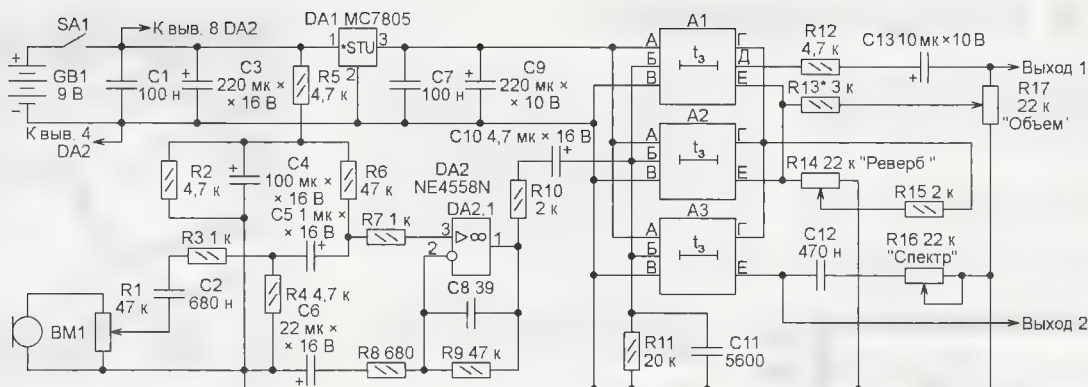 SA1
К выв. 8 DA2
GB1
9 В
C1
100 н
C3
220 мк ×
× 16 В
R5
4,7 к
DA1 MC7805
1
*STU
3
2
C7
100 н
C9
220 мк ×
× 10 В
К выв. 4
DA2
R2
4,7 к
C4
100 мк ×
× 16 В
C5 1 мк ×
× 16 В
R6
47 к
C10 4,7 мк × 16 В
DA2
NE4558N
DA2.1
R7 1 к
3
2
▷∞
1
R10
2 к
R3 1 к
R1
47 к
C2
680 н
BM1
R4 4,7 к
C6
22 мк ×
× 16 В
C8 39
R8 680
R9 47 к
A1
А
Б
В
tз
Г
Д
Е
A2
А
Б
В
tз
Г
Е
A3
А
Б
В
tз
Г
Е
R11
20 к
C11
5600
R12
4,7 к
C13 10 мк × 10 В
Выход 1
R13* 3 к
R17
22 к
"Объем"
R14 22 к "Реверб"
R15 2 к
C12
470 н
R16 22 к
"Спектр"
Выход 2